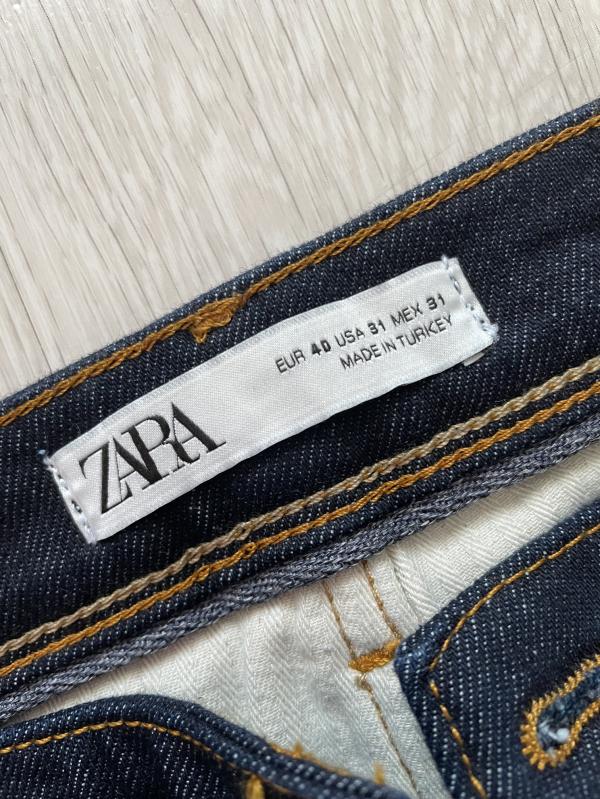 ZARA
EUR 40 USA 31 MEX 31
MADE IN TURKEY